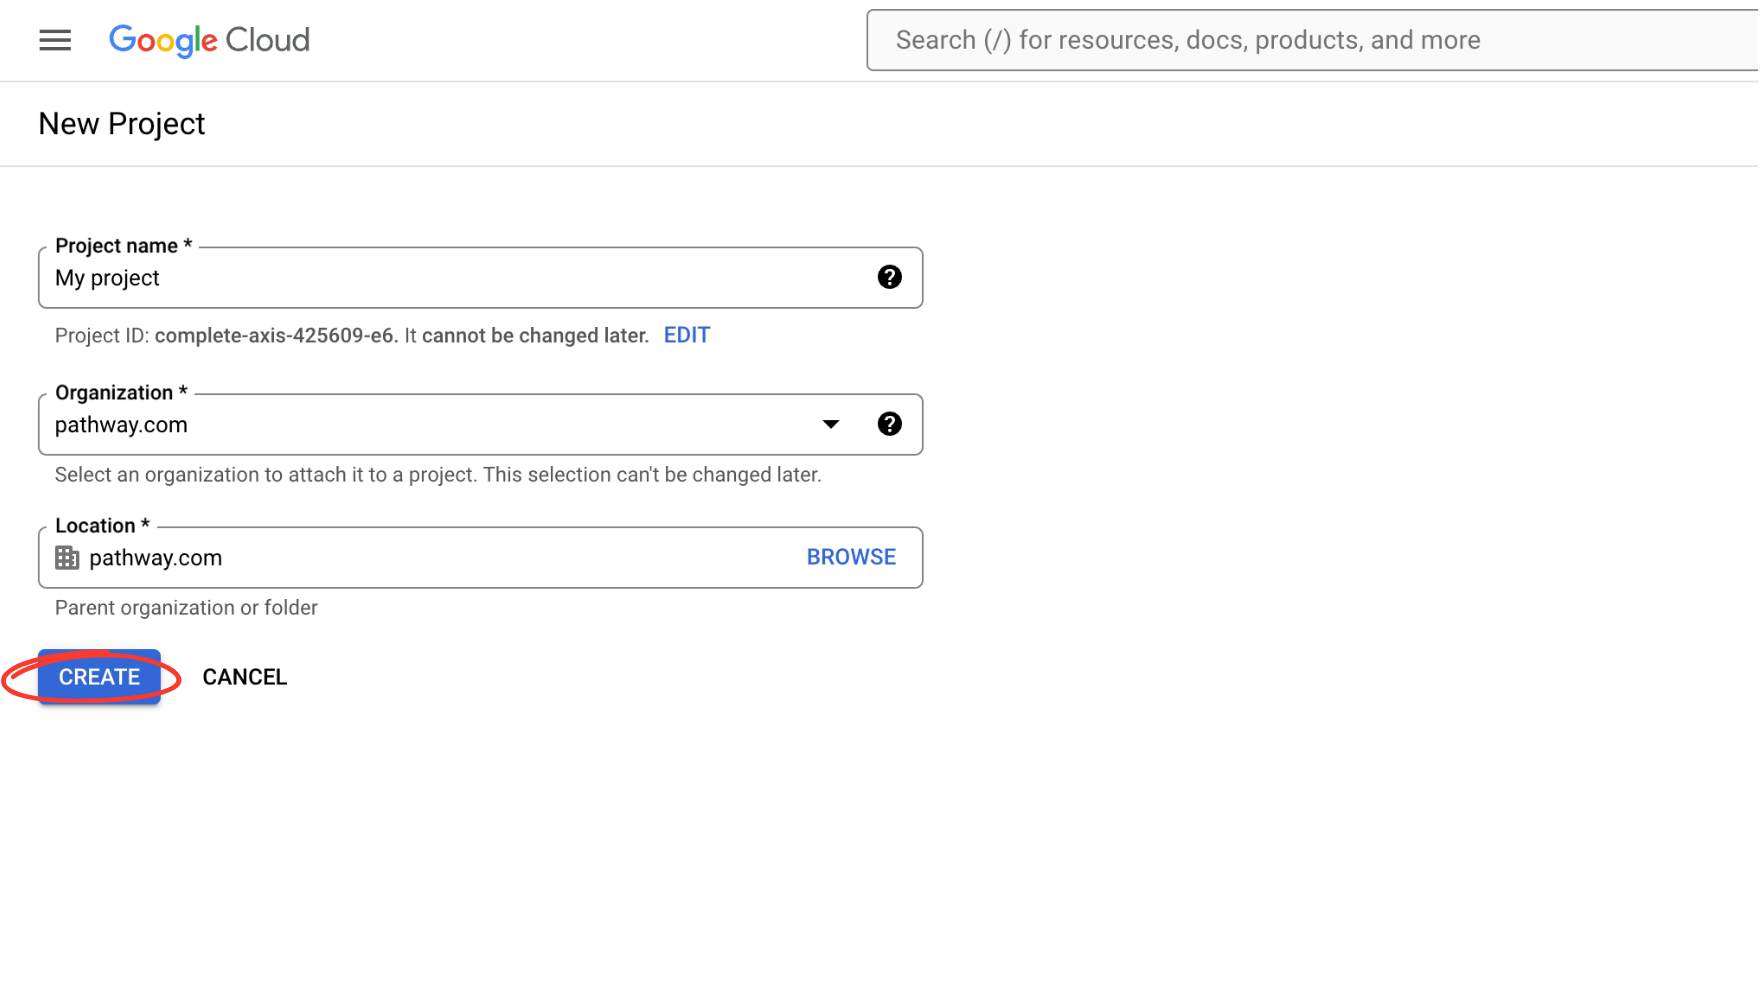 Google Cloud
Search (/) for resources, docs, products, and more
New Project
Project name *
My project
Project ID: complete-axis-425609-e6. It cannot be changed later. EDIT
Organization *
pathway.com
Select an organization to attach it to a project. This selection can't be changed later.
Location *
pathway.com BROWSE
Parent organization or folder
CREATE CANCEL